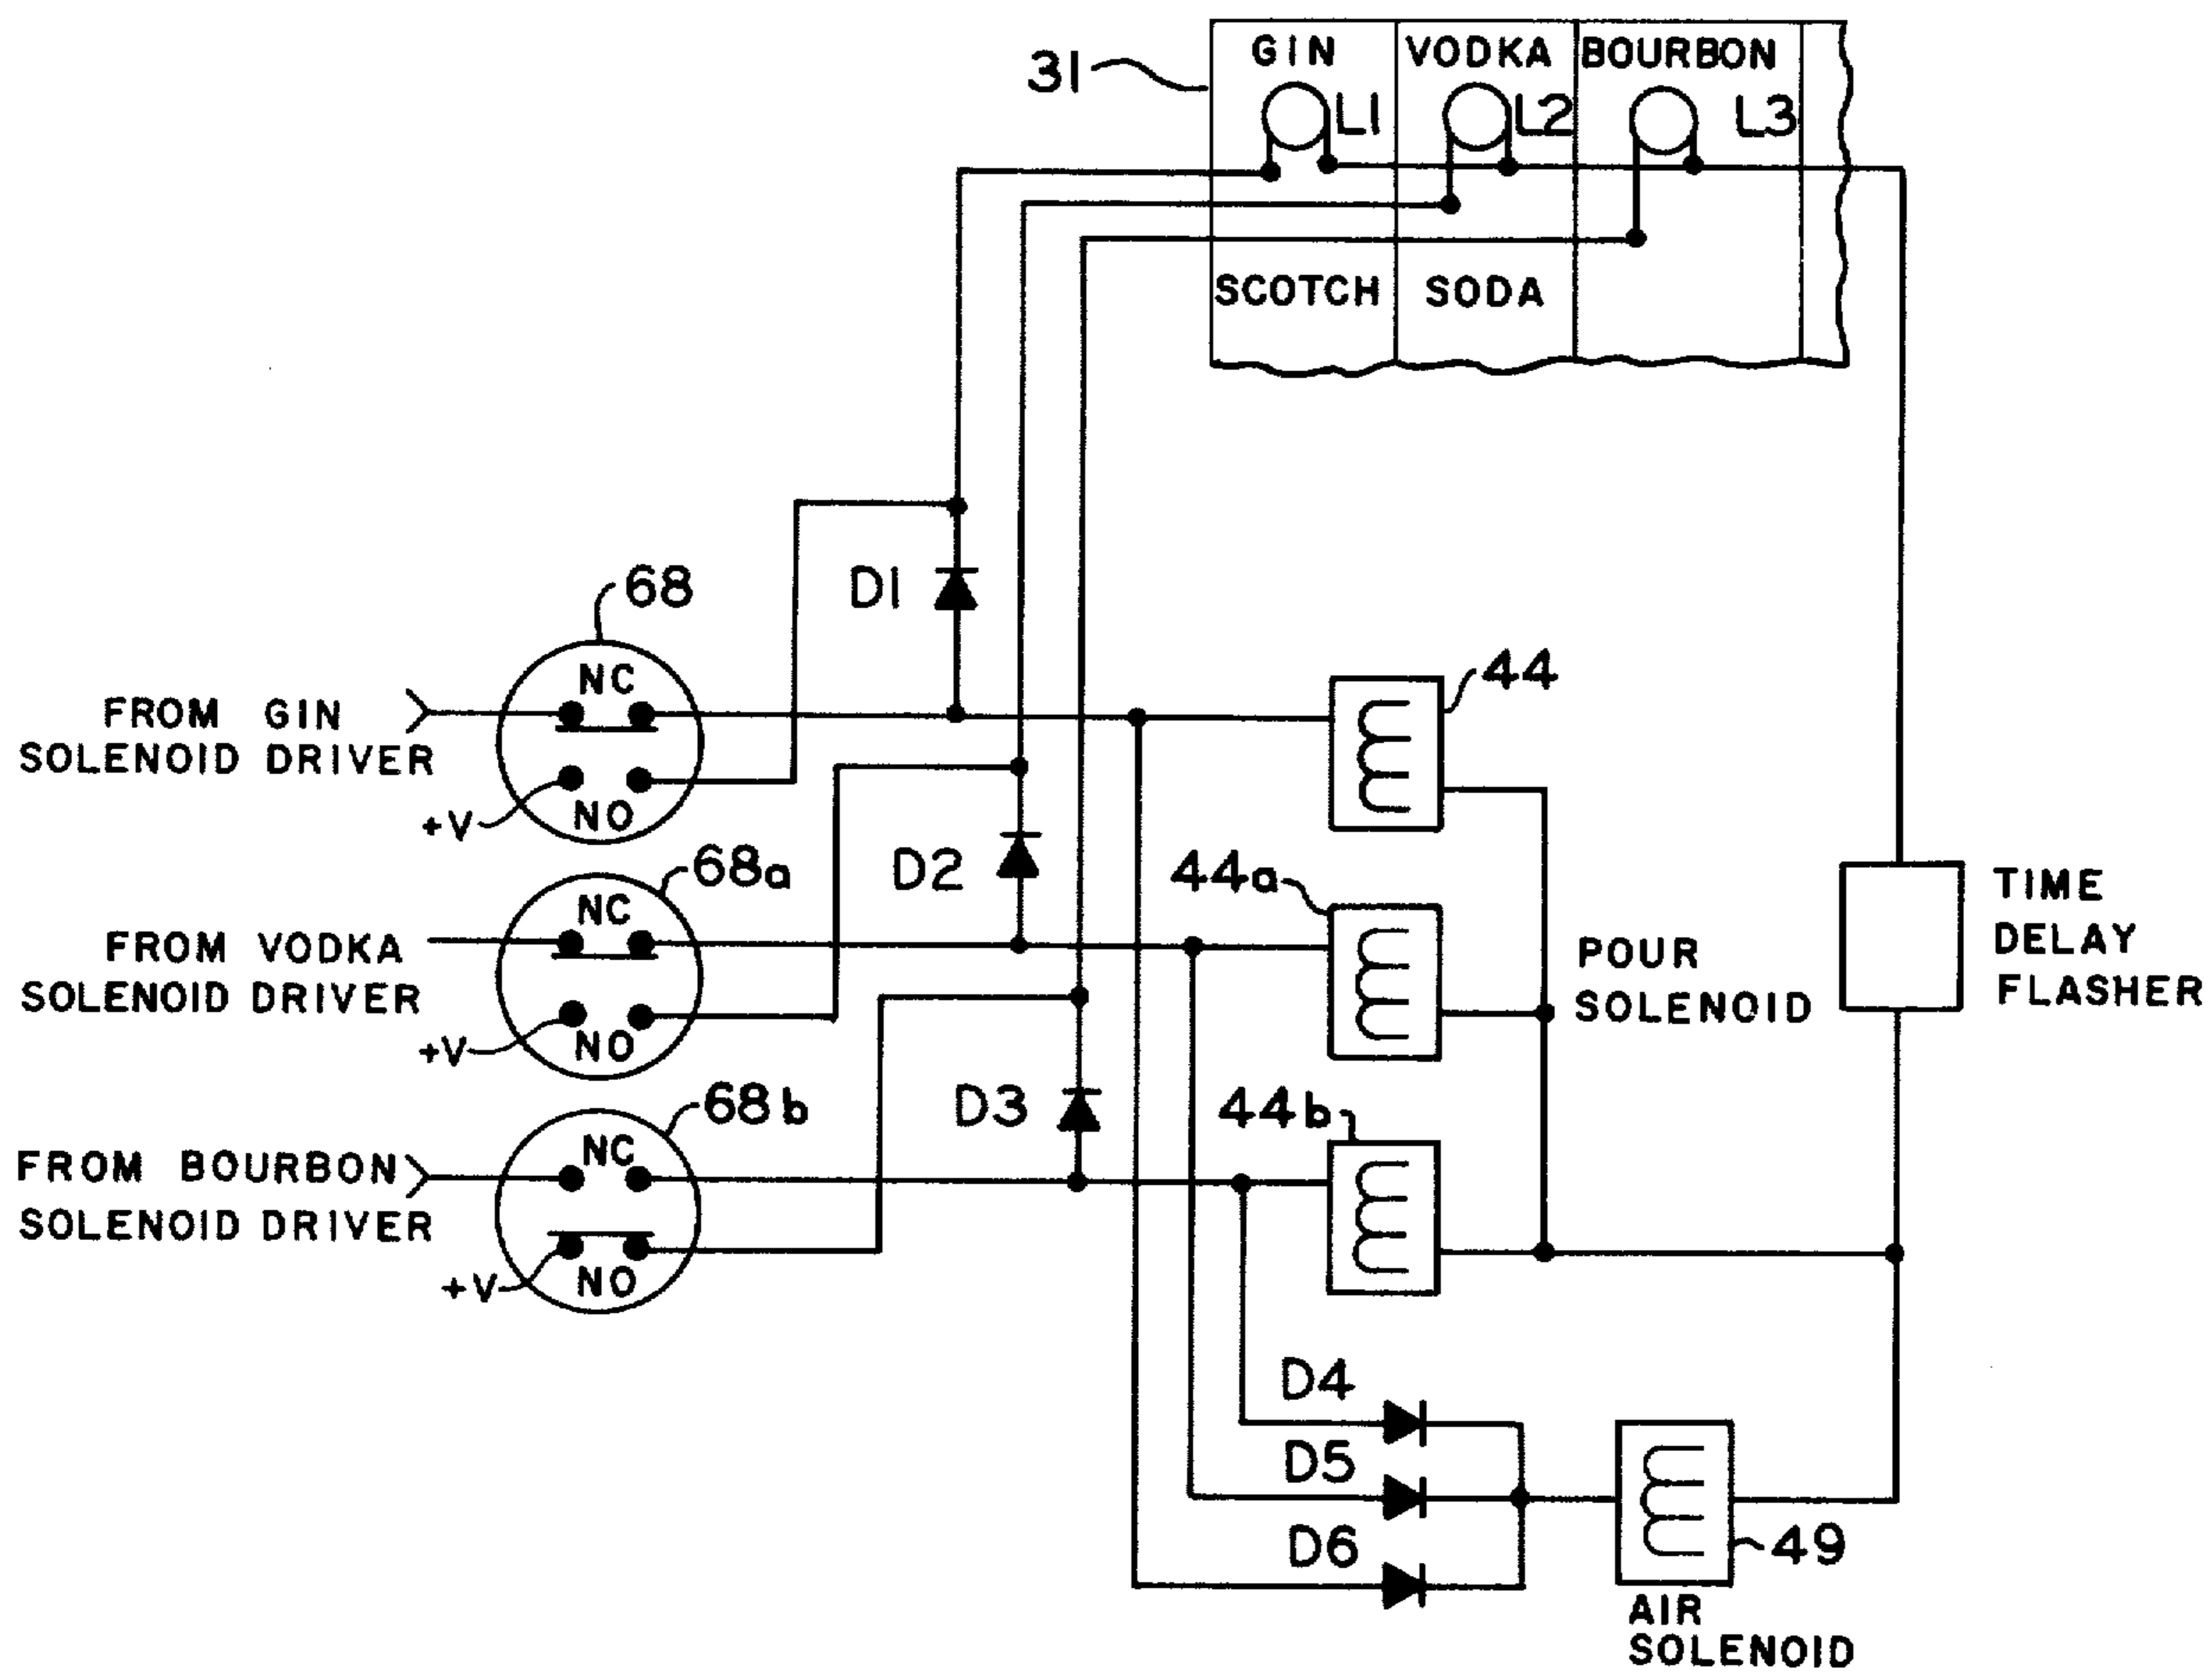 31
GIN
VODKA
BOURBON
L1
L2
L3
SCOTCH
SODA
D1
68
NC
FROM GIN
SOLENOID DRIVER
+V
NO
44
68a
D2
NC
44a
FROM VODKA
SOLENOID DRIVER
+V
NO
POUR
SOLENOID
TIME
DELAY
FLASHER
68b
D3
44b
NC
FROM BOURBON
SOLENOID DRIVER
+V
NO
D4
D5
D6
49
AIR
SOLENOID